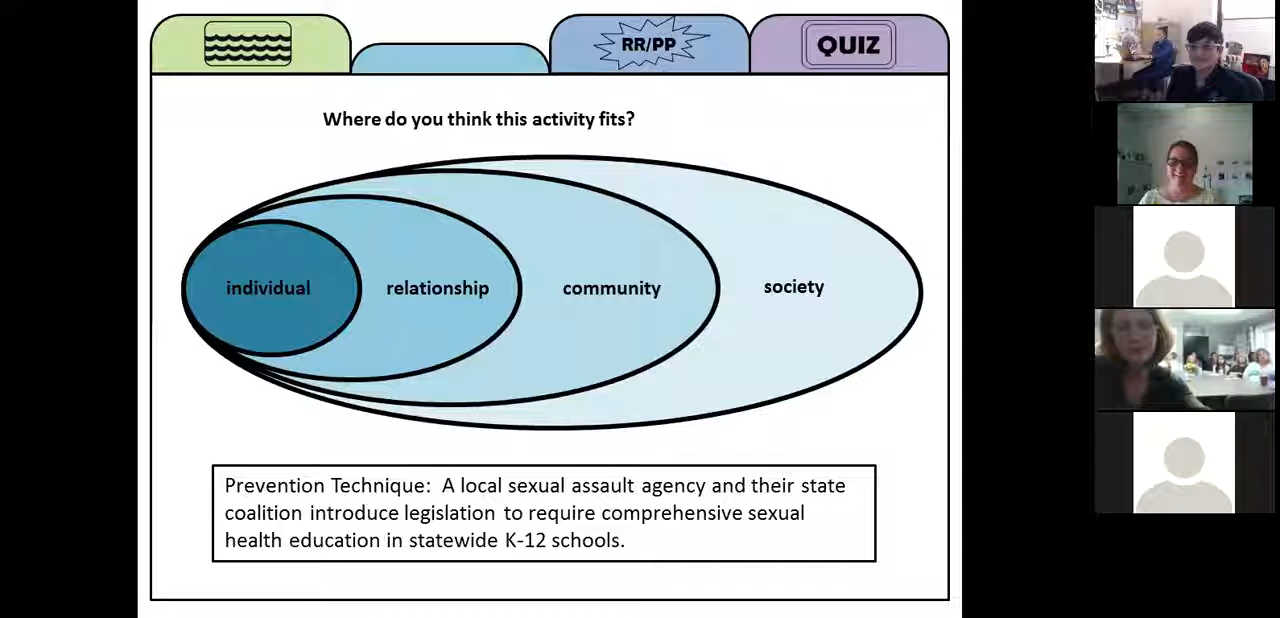 RR/PP
QUIZ
Where do you think this activity fits?
individual
relationship
community
society
Prevention Technique:  A local sexual assault agency and their state
coalition introduce legislation to require comprehensive sexual
health education in statewide K-12 schools.